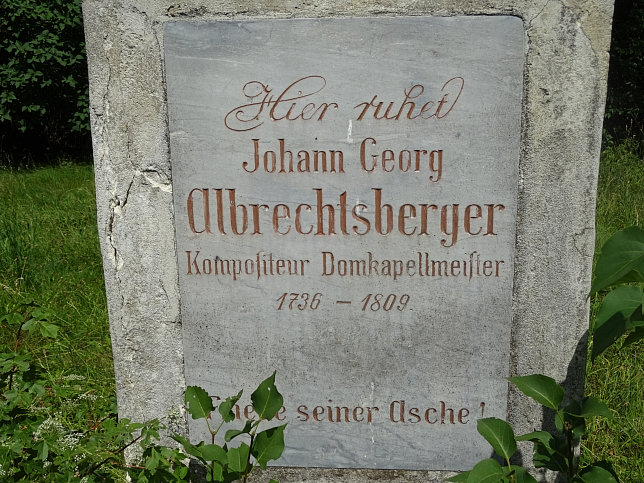 Hier ruhet
Johann Georg
Albrechtsberger
Kompoſiteur Domkapellmeiſter
1736 – 1809.
seiner Asche!